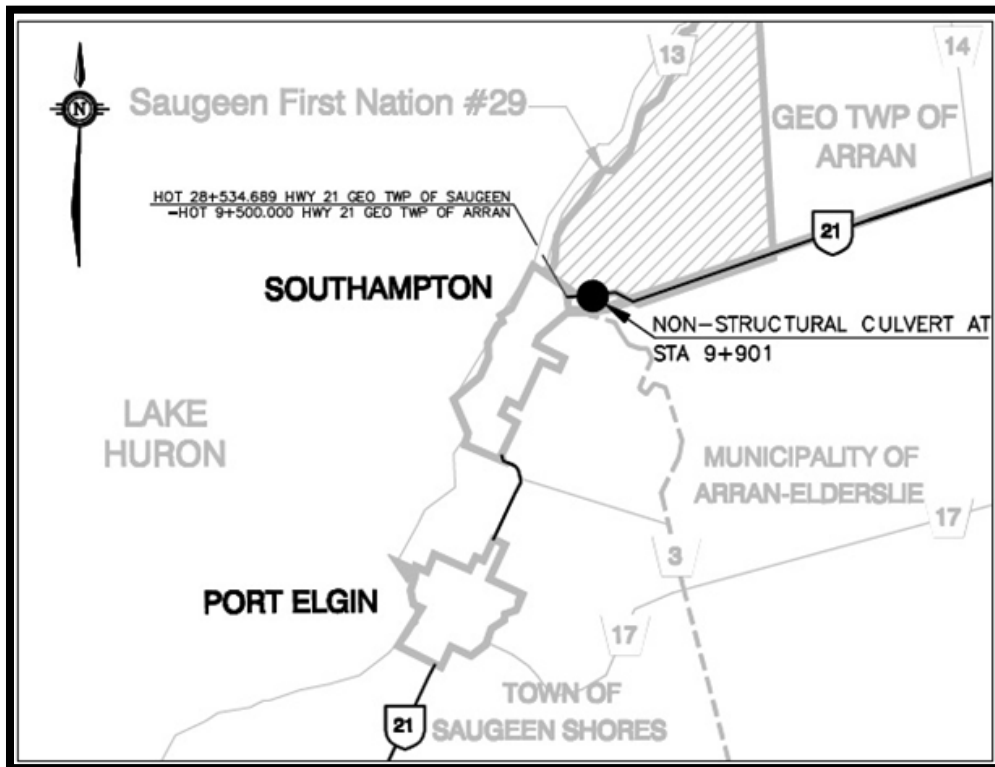 13
14
N
Saugeen First Nation #29
GEO TWP OF
ARRAN
HOT 28+534.689 HWY 21 GEO TWP OF SAUGEEN
-HOT 9+500.000 HWY 21 GEO TWP OF ARRAN
21
SOUTHAMPTON
NON-STRUCTURAL CULVERT AT
STA 9+901
LAKE
HURON
MUNICIPALITY OF
ARRAN-ELDERSLIE
17
3
PORT ELGIN
17
TOWN OF
SAUGEEN SHORES
21